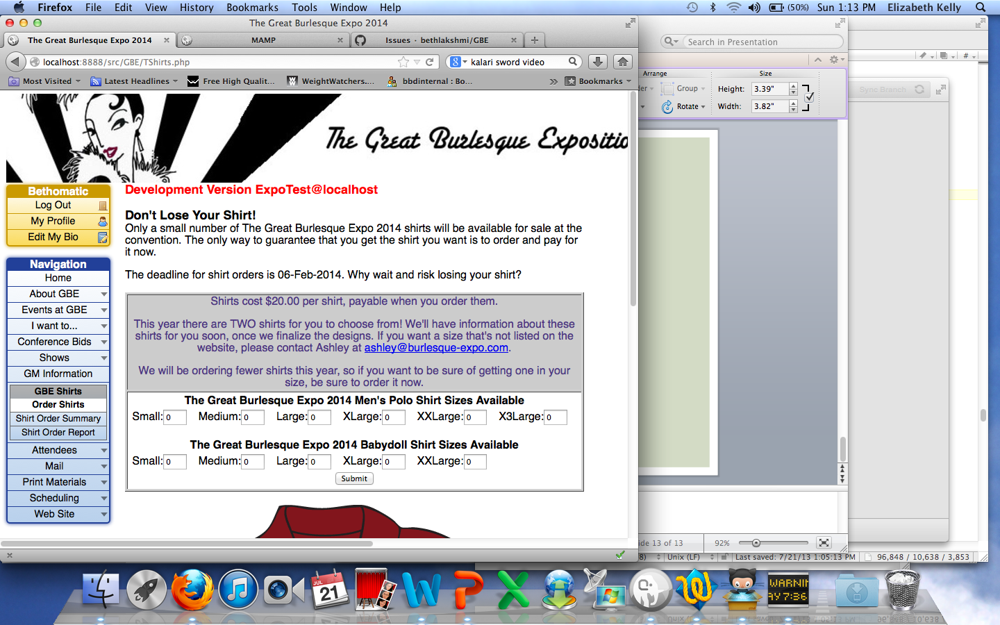 Firefox File Edit View History Bookmarks Tools Window Help (50%) Sun 1:13 PM Elizabeth Kelly
The Great Burlesque Expo 2014
The Great Burlesque Expo 2014 MAMP Issues · bethlakshmi/GBE
localhost:8888/src/GBE/TShirts.php kalari sword video
Most Visited Latest Headlines Free High Qualit... WeightWatchers.... bbdinternal : Bo... Bookmarks
The Great Burlesque Expositio
Bethomatic
Log Out
My Profile
Edit My Bio
Navigation
Home
About GBE
Events at GBE
I want to...
Conference Bids
Shows
GM Information
GBE Shirts
Order Shirts
Shirt Order Summary
Shirt Order Report
Attendees
Mail
Print Materials
Scheduling
Web Site
Development Version ExpoTest@localhost
Don't Lose Your Shirt!
Only a small number of The Great Burlesque Expo 2014 shirts will be available for sale at the
convention. The only way to guarantee that you get the shirt you want is to order and pay for
it now.
The deadline for shirt orders is 06-Feb-2014. Why wait and risk losing your shirt?
Shirts cost $20.00 per shirt, payable when you order them.
This year there are TWO shirts for you to choose from! We'll have information about these
shirts for you soon, once we finalize the designs. If you want a size that's not listed on the
website, please contact Ashley at ashley@burlesque-expo.com.
We will be ordering fewer shirts this year, so if you want to be sure of getting one in your
size, be sure to order it now.
The Great Burlesque Expo 2014 Men's Polo Shirt Sizes Available
Small: 0 Medium: 0 Large: 0 XLarge: 0 XXLarge: 0 X3Large: 0
The Great Burlesque Expo 2014 Babydoll Shirt Sizes Available
Small: 0 Medium: 0 Large: 0 XLarge: 0 XXLarge: 0
Submit
Search in Presentation
Arrange Size
der Group Height: 3.39"
Rotate Width: 3.82"
Sync Branch
#
ide 13 of 13 92%
8) Unix (LF) Last saved: 7/21/13 1:05:13 PM 96,848 / 10,638 / 3,853
JUL
21
WARNIN
AY 7:36